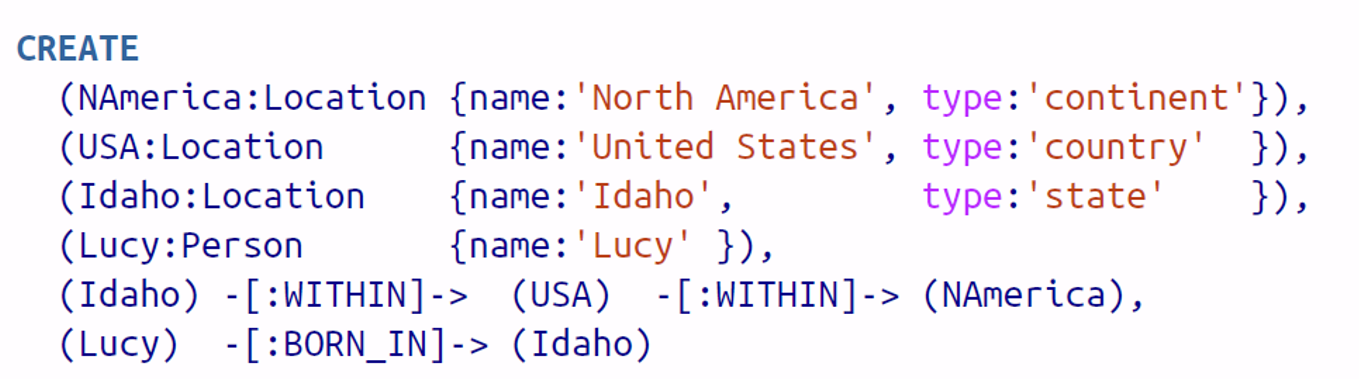 CREATE
(NAmerica:Location {name:'North America', type:'continent'}),
(USA:Location {name:'United States', type:'country' }),
(Idaho:Location {name:'Idaho', type:'state' }),
(Lucy:Person {name:'Lucy' }),
(Idaho) -[:WITHIN]-> (USA) -[:WITHIN]-> (NAmerica),
(Lucy) -[:BORN_IN]-> (Idaho)